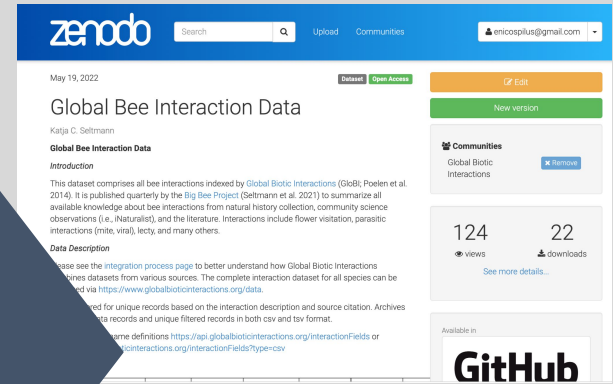 zenodo
Search
Upload Communities
enicospilus@gmail.com
May 19, 2022
Dataset Open Access
Global Bee Interaction Data
Katja C. Seltmann
Global Bee Interaction Data
Introduction
This dataset comprises all bee interactions indexed by Global Biotic Interactions (GloBI; Poelen et al.
2014). It is published quarterly by the Big Bee Project (Seltmann et al. 2021) to summarize all
available knowledge about bee interactions from natural history collection, community science
observations (i.e., iNaturalist), and the literature. Interactions include flower visitation, parasitic
interactions (mite, viral), lecty, and many others.
Data Description
see the integration process page to better understand how Global Biotic Interactions
datasets from various sources. The complete interaction dataset for all species can be
via https://www.globalbioticinteractions.org/data.
for unique records based on the interaction description and source citation. Archives
records and unique filtered records in both csv and tsv format.
definitions https://api.globalbioticinteractions.org/interactionFields or
.org/interactionFields?type=csv
Edit
New version
Communities
Global Biotic
Interactions
Remove
124
views
22
downloads
See more details...
Available in
GitHub